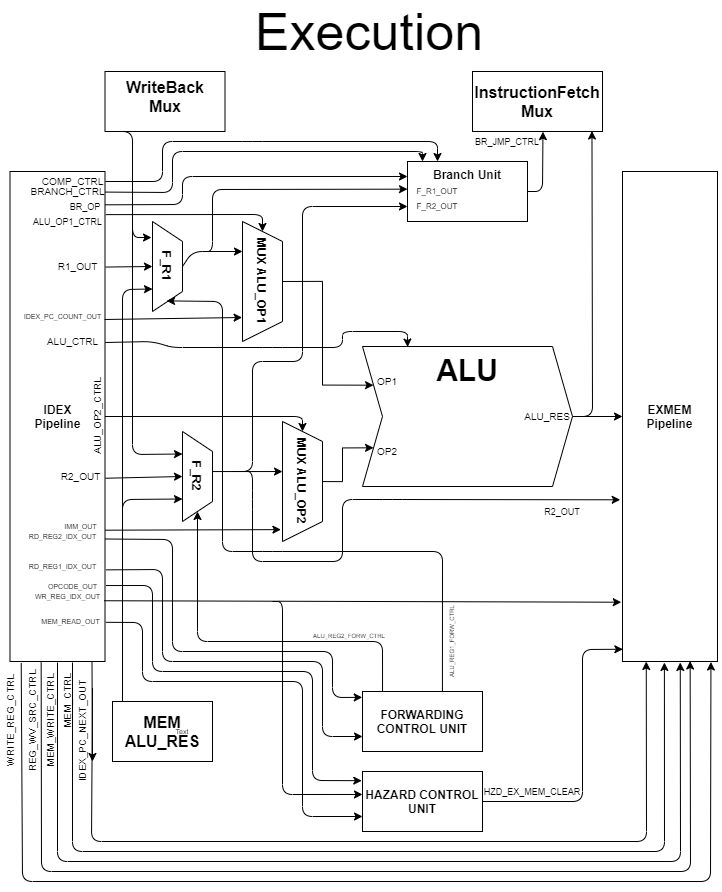 Execution
WriteBack
Mux
InstructionFetch
Mux
BR_JMP_CTRL
COMP_CTRL
BRANCH_CTRL
BR_OP
ALU_OP1_CTRL
Branch Unit
F_R1_OUT
F_R2_OUT
R1_OUT
F_R1
MUX ALU_OP1
IDEX_PC_COUNT_OUT
ALU_CTRL
ALU
OP1
OP2
ALU_RES
IDEX
Pipeline
ALU_OP2_CTRL
EXMEM
Pipeline
R2_OUT
F_R2
MUX ALU_OP2
R2_OUT
IMM_OUT
RD_REG2_IDX_OUT
RD_REG1_IDX_OUT
OPCODE_OUT
WR_REG_IDX_OUT
MEM_READ_OUT
ALU_REG2_FORW_CTRL
ALU_REG1_FORW_CTRL
WRITE_REG_CTRL
REG_WV_SRC_CTRL
MEM_WRITE_CTRL
MEM_CTRL
IDEX_PC_NEXT_OUT
MEM
ALU_RES
Text
FORWARDING
CONTROL UNIT
HAZARD CONTROL
UNIT
HZD_EX_MEM_CLEAR